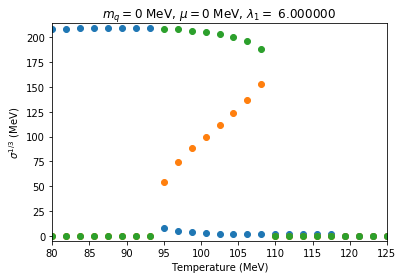 m_q = 0 MeV, μ = 0 MeV, λ_1 = 6.000000
200
175
150
125
100
75
50
25
0
σ^{1/3} (MeV)
80 85 90 95 100 105 110 115 120 125
Temperature (MeV)